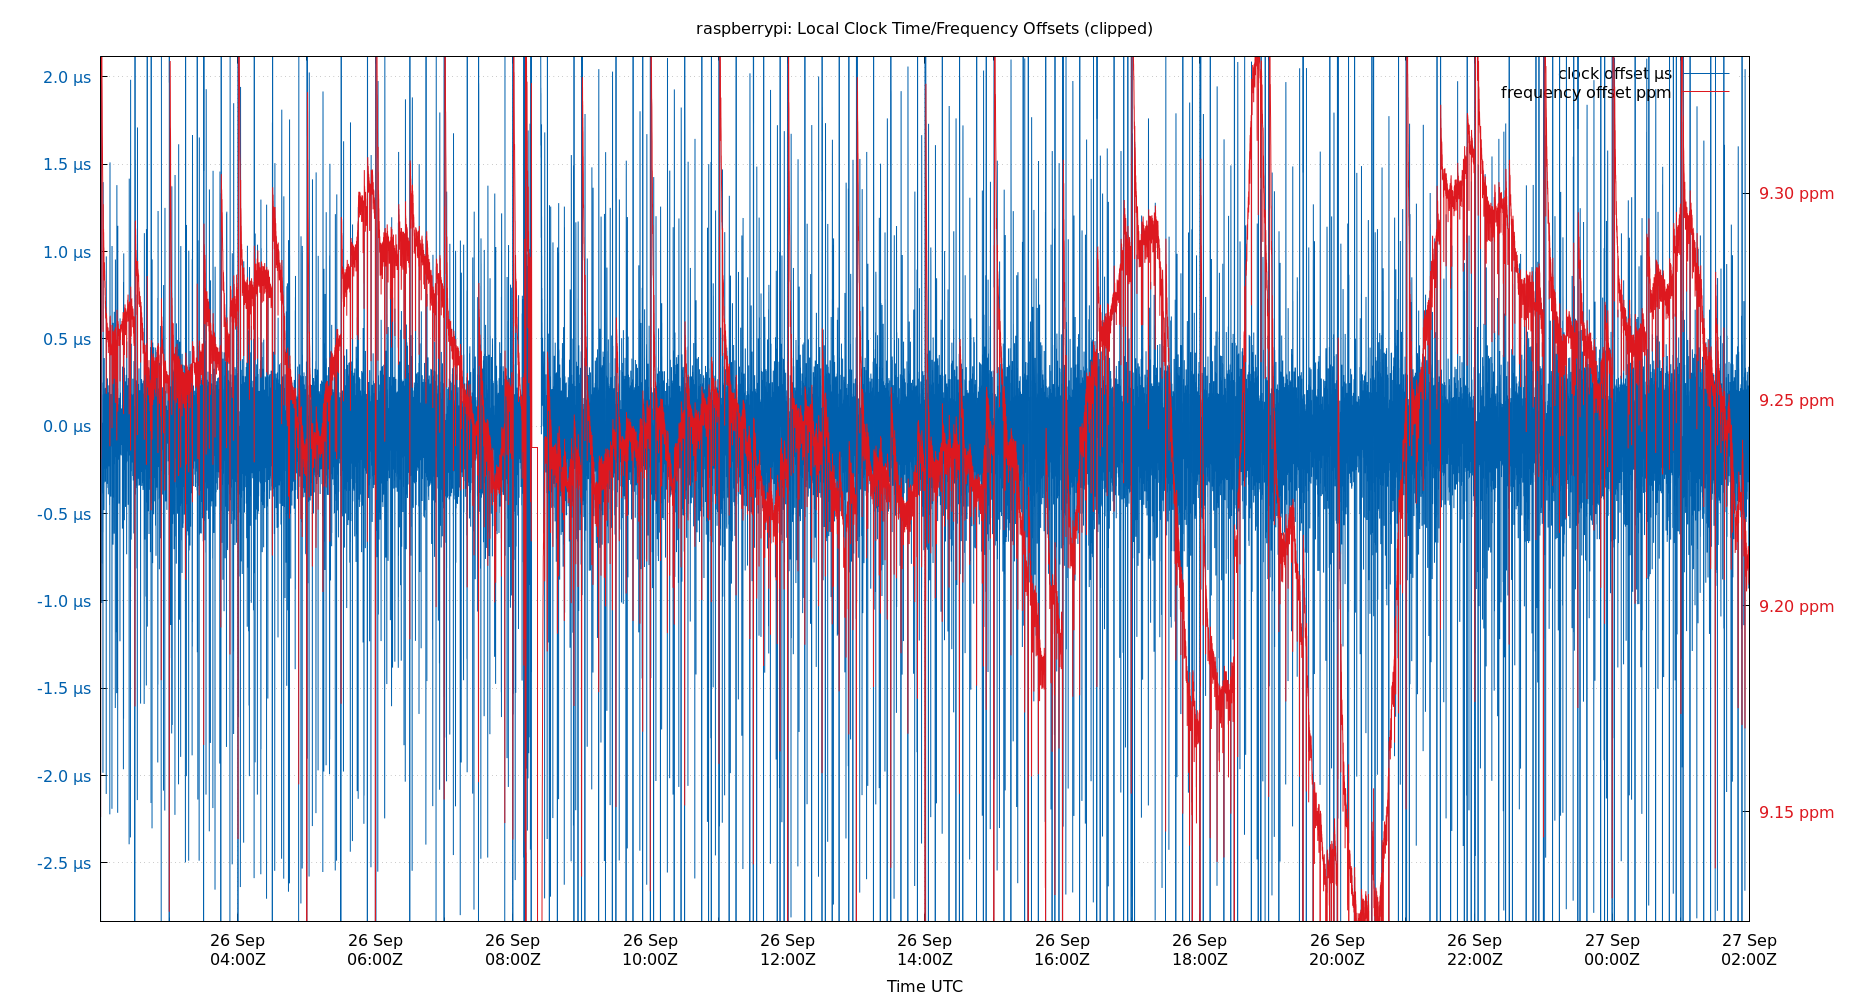 raspberrypi: Local Clock Time/Frequency Offsets (clipped)
clock offset µs
frequency offset ppm
2.0 µs
1.5 µs
1.0 µs
0.5 µs
0.0 µs
-0.5 µs
-1.0 µs
-1.5 µs
-2.0 µs
-2.5 µs
9.30 ppm
9.25 ppm
9.20 ppm
9.15 ppm
26 Sep 26 Sep 26 Sep 26 Sep 26 Sep 26 Sep 26 Sep 26 Sep 26 Sep 26 Sep 27 Sep 27 Sep
04:00Z 06:00Z 08:00Z 10:00Z 12:00Z 14:00Z 16:00Z 18:00Z 20:00Z 22:00Z 00:00Z 02:00Z
Time UTC